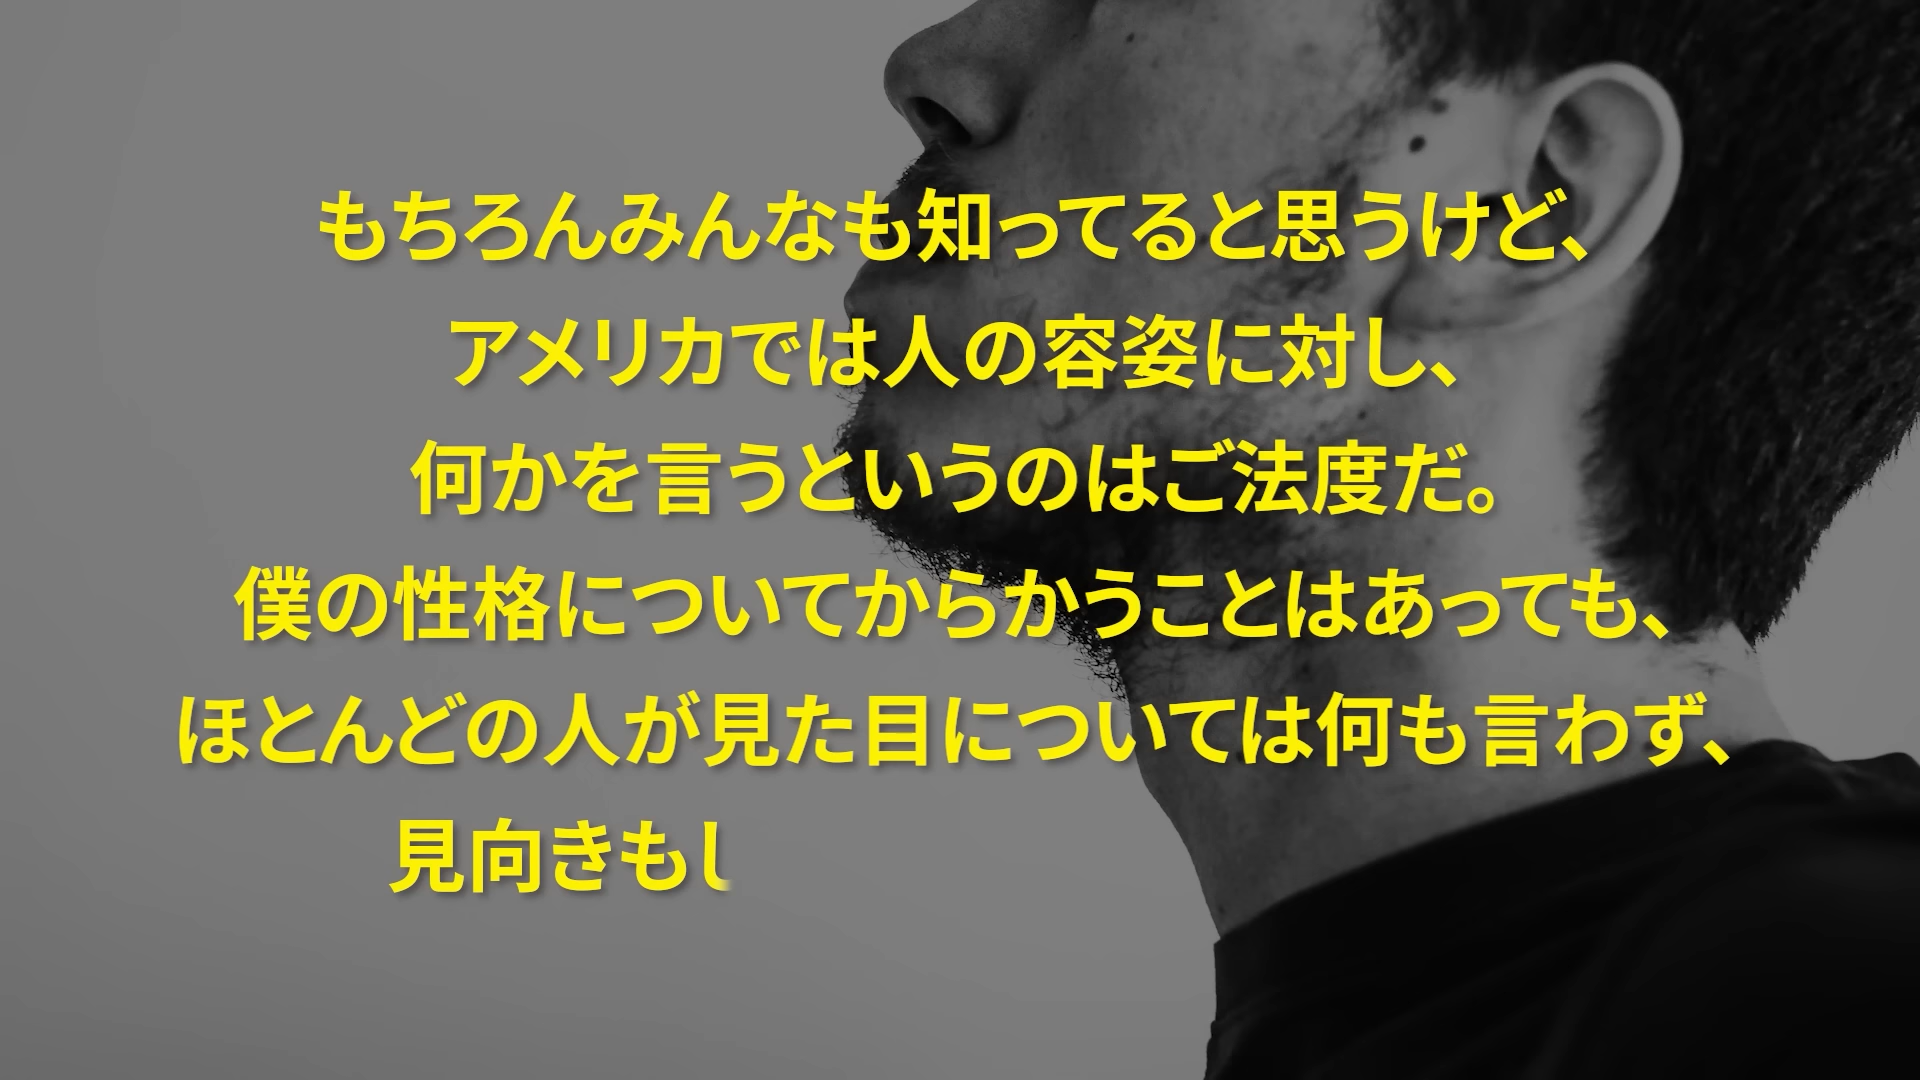 もちろんみんなも知ってると思うけど、
アメリカでは人の容姿に対し、
何かを言うというのはご法度だ。
僕の性格についてからかうことはあっても、
ほとんどの人が見た目については何も言わず、
見向きもし